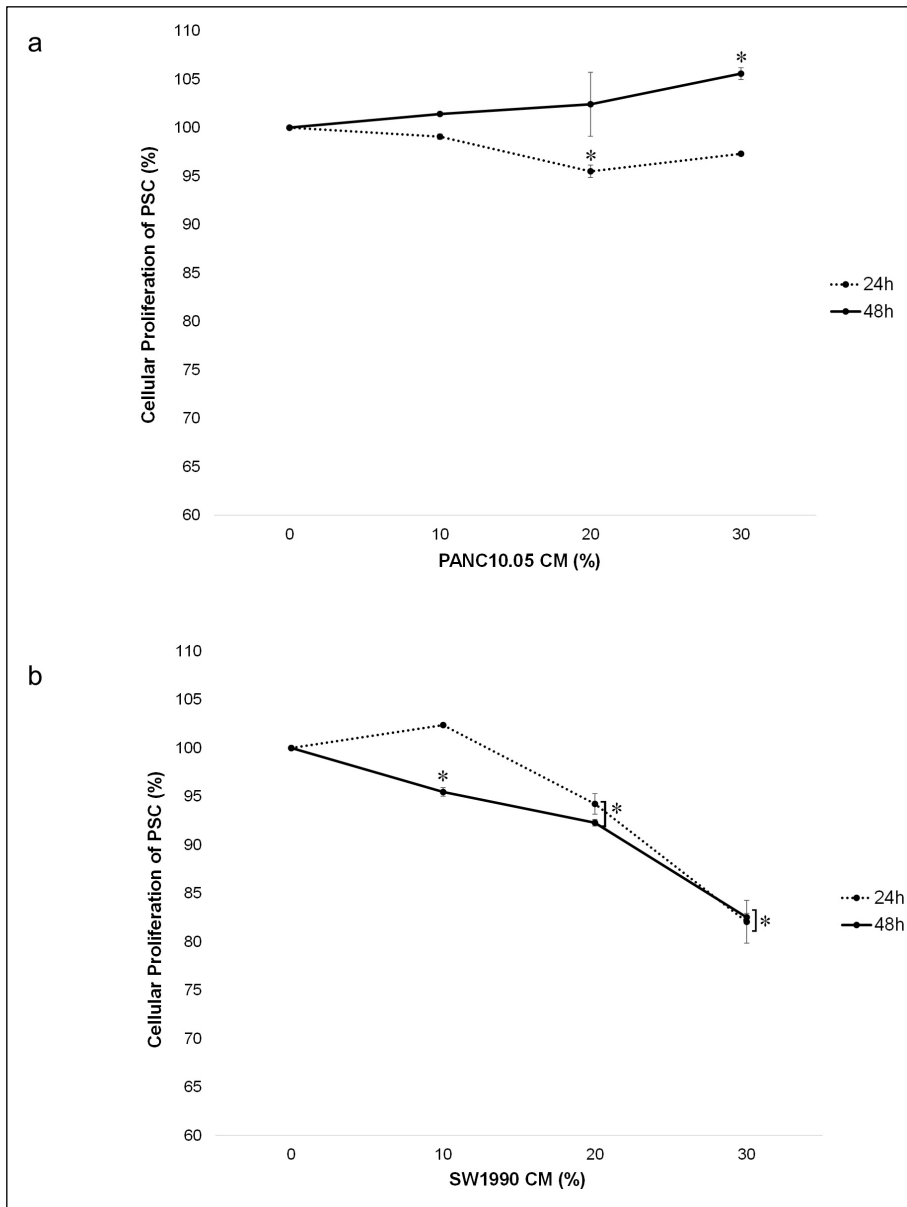 a
110
105
100
95
90
85
80
75
70
65
60
Cellular Proliferation of PSC (%)
*
*
24h
48h
0 10 20 30
PANC10.05 CM (%)
b
110
105
100
95
90
85
80
75
70
65
60
Cellular Proliferation of PSC (%)
*
*
*
24h
48h
0 10 20 30
SW1990 CM (%)